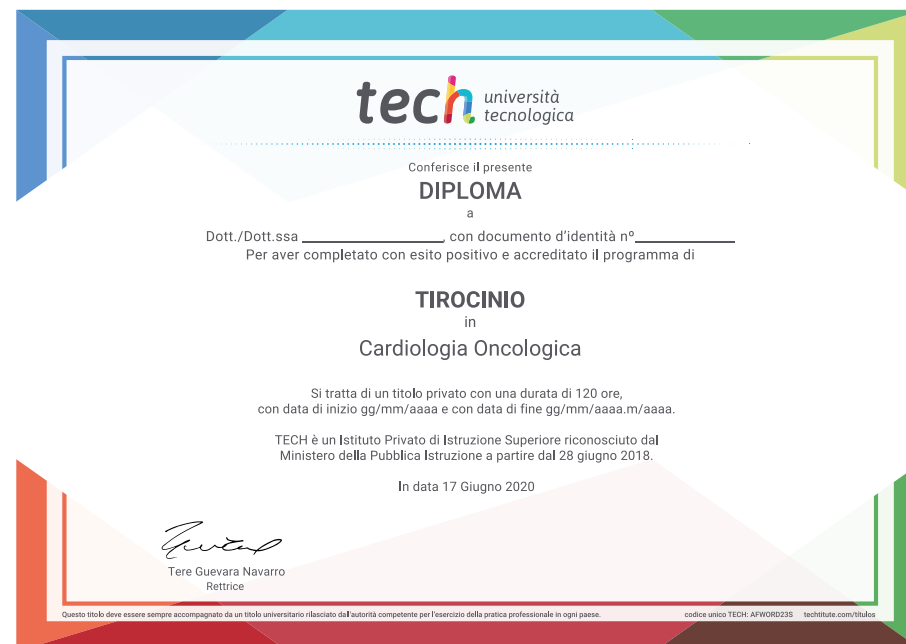 tech università
tecnologica
Conferisce il presente
DIPLOMA
a
Dott./Dott.ssa ____________, con documento d'identità nº__________
Per aver completato con esito positivo e accreditato il programma di
TIROCINIO
in
Cardiologia Oncologica
Si tratta di un titolo privato con una durata di 120 ore,
con data di inizio gg/mm/aaaa e con data di fine gg/mm/aaaa.m/aaaa.
TECH è un Istituto Privato di Istruzione Superiore riconosciuto dal
Ministero della Pubblica Istruzione a partire dal 28 giugno 2018.
In data 17 Giugno 2020
Tere Guevara Navarro
Rettrice
Questo titolo deve essere sempre accompagnato da un titolo universitario rilasciato dall'autorità competente per l'esercizio della pratica professionale in ogni paese. codice unico TECH: AFWORD23S techtitute.com/titulos